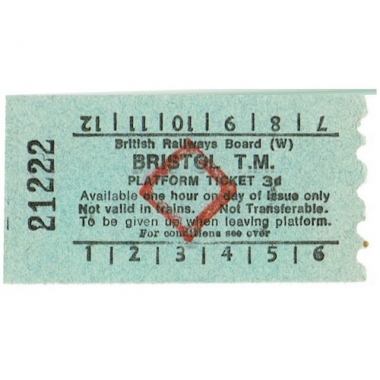 12 | 11 | 10 | 9 | 8 | 7
British Railways Board (W)
BRISTOL T.M.
PLATFORM TICKET 3d
Available one hour on day of issue only
Not valid in trains. Not Transferable.
To be given up when leaving platform.
For conditions see over
1 | 2 | 3 | 4 | 5 | 6
21222